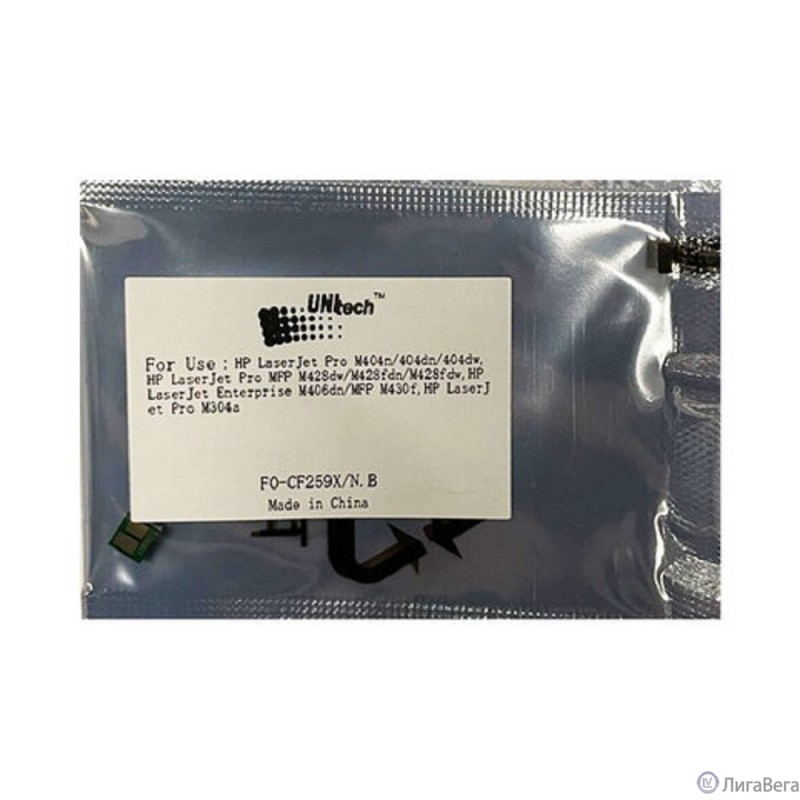 UNItech™
For Use : HP LaserJet Pro M404n/404dn/404dw,
HP LaserJet Pro MFP M428dw/M428fdn/M428fdw,HP
LaserJet Enterprise M406dn/MFP M430f,HP LaserJ
et Pro M304a
FO-CF259X/N.B
Made in China
ЛигаВега